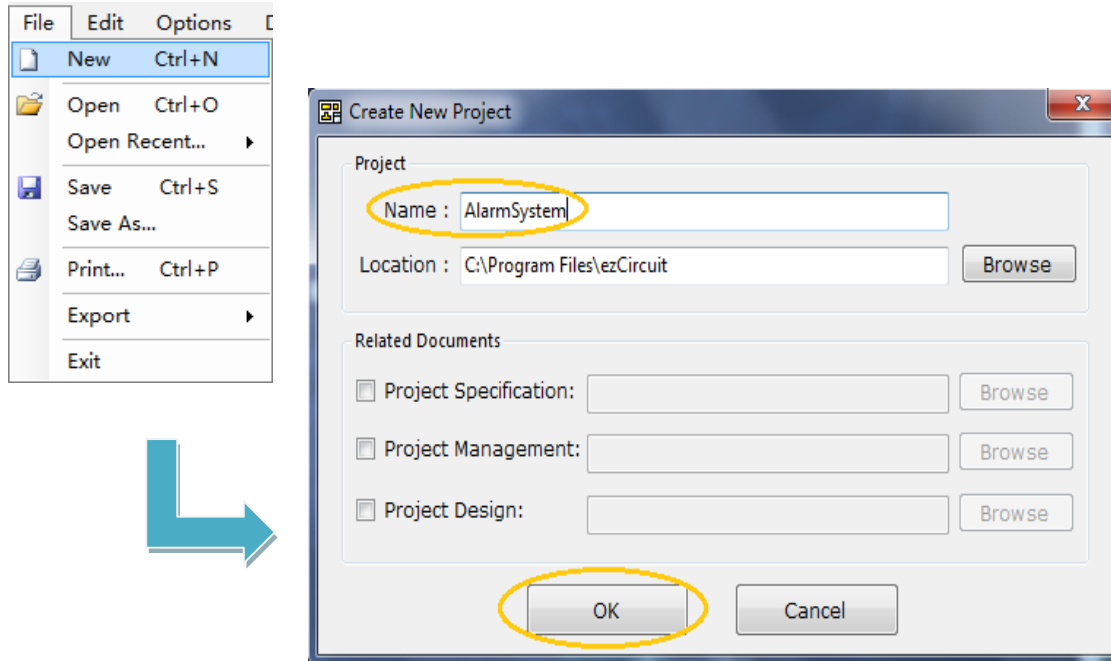 File Edit Options
New Ctrl+N
Open Ctrl+O
Open Recent...
Save Ctrl+S
Save As...
Print... Ctrl+P
Export
Exit
Create New Project
Project
Name : AlarmSystem
Location : C:\Program Files\ezCircuit Browse
Related Documents
Project Specification: Browse
Project Management: Browse
Project Design: Browse
OK Cancel